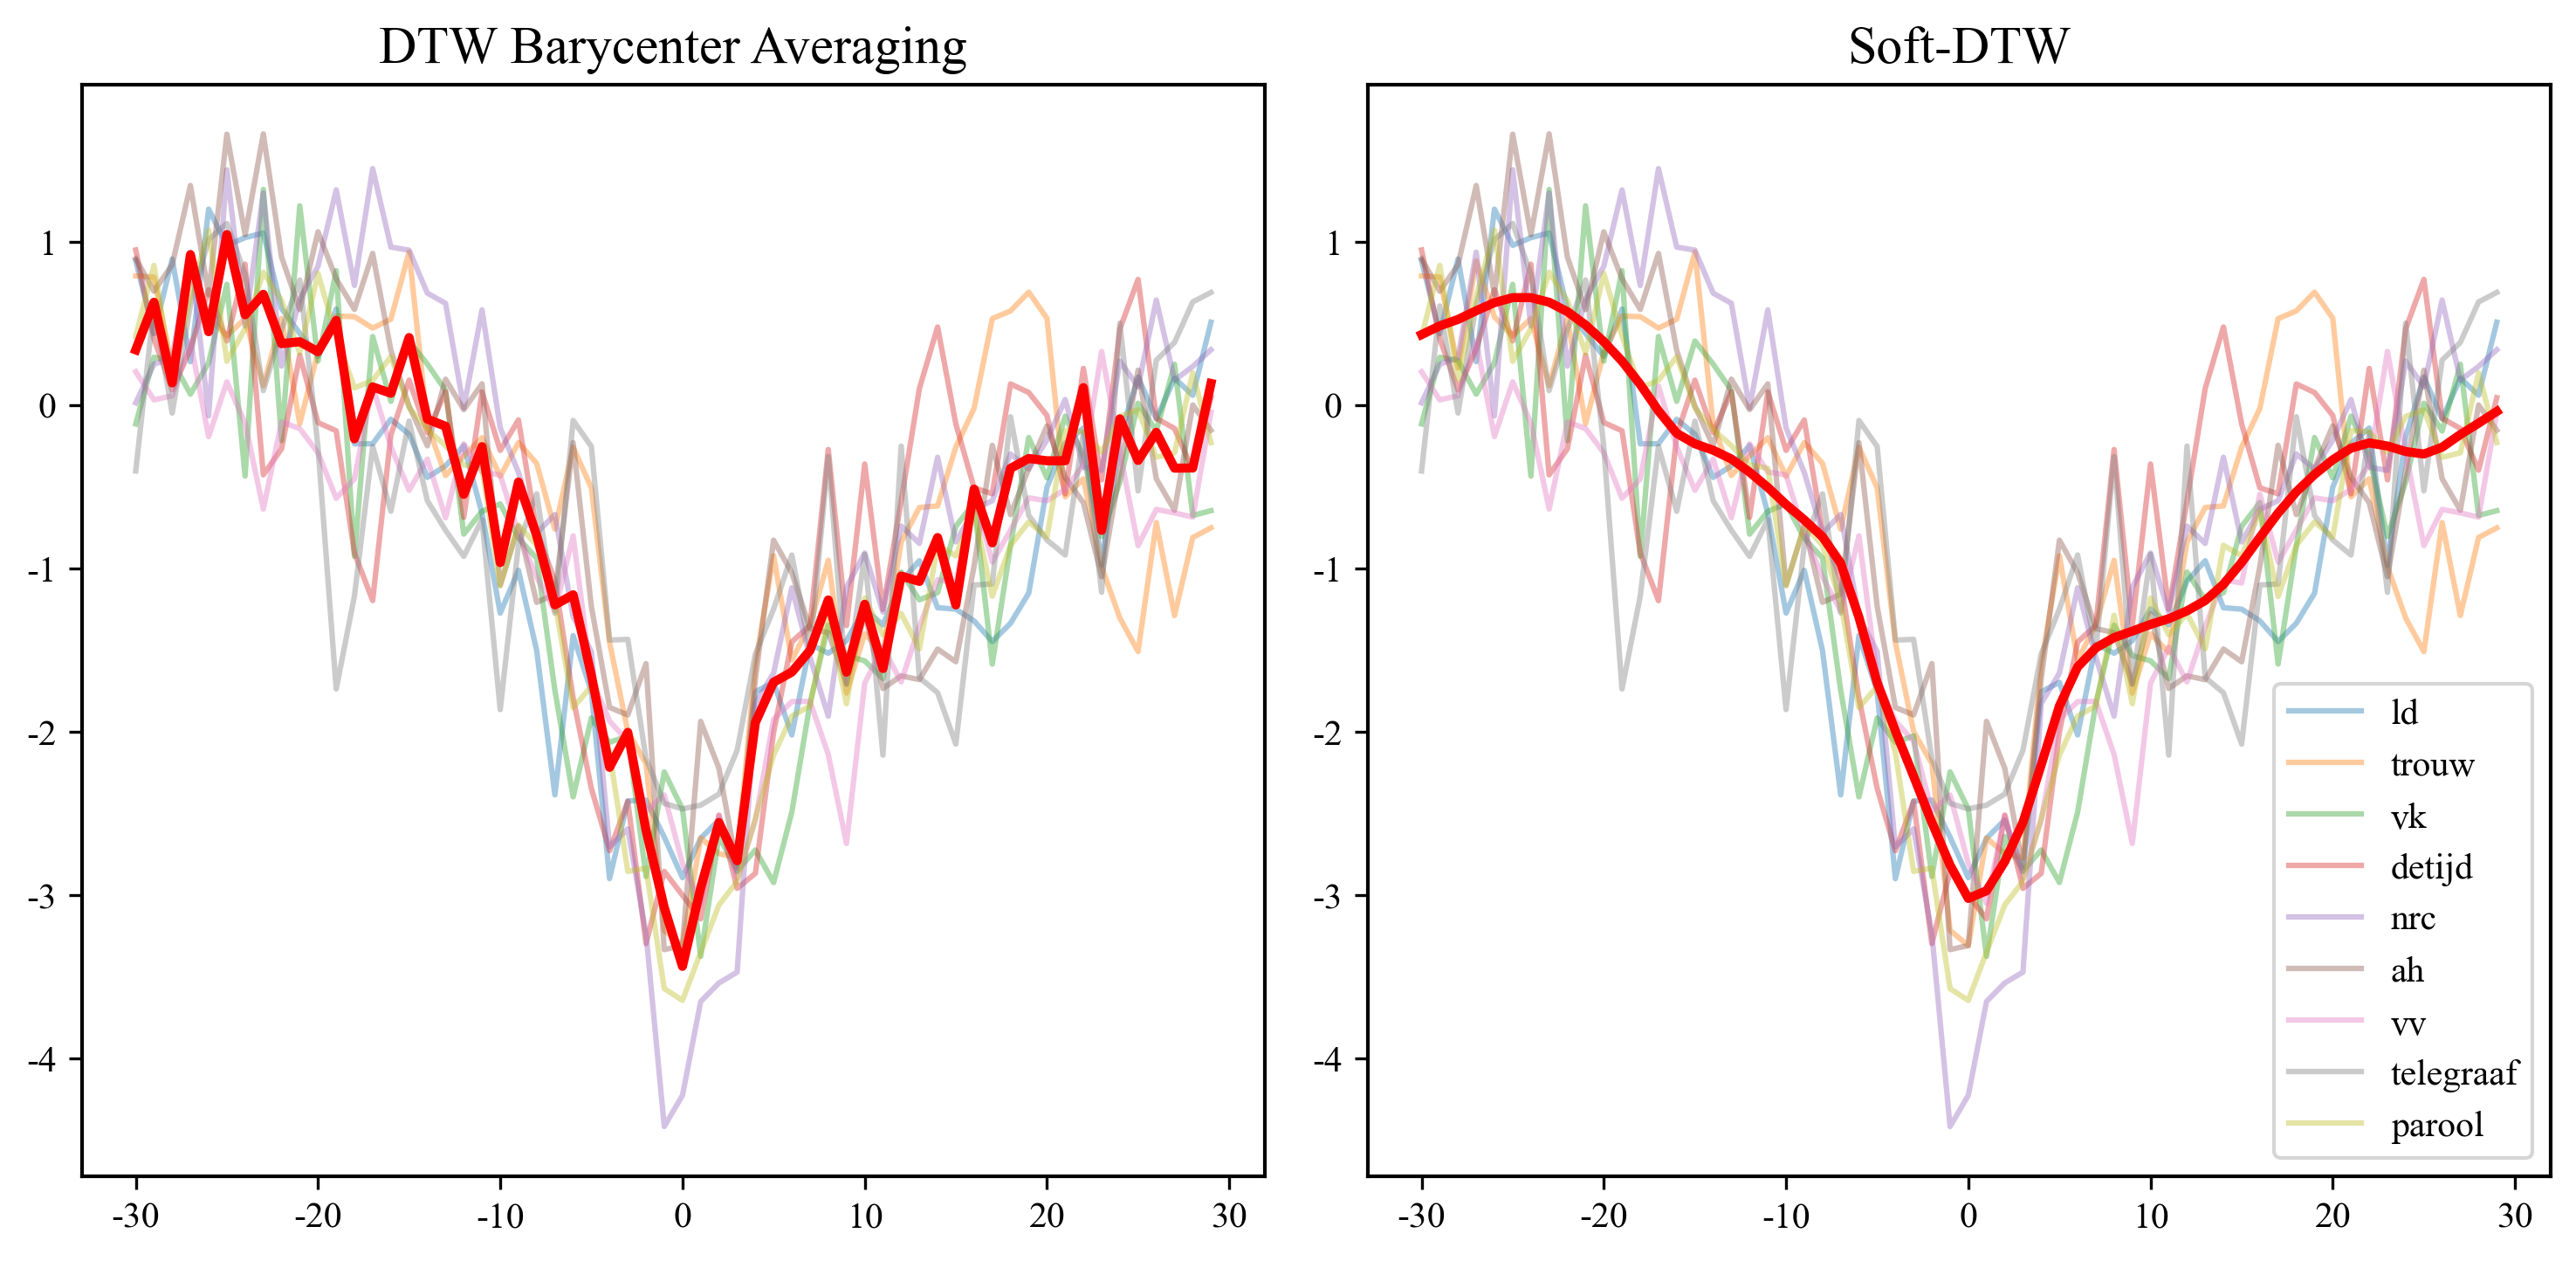 DTW Barycenter Averaging
1
0
-1
-2
-3
-4
-30 -20 -10 0 10 20 30
Soft-DTW
1
0
-1
-2
-3
-4
-30 -20 -10 0 10 20 30
ld
trouw
vk
detijd
nrc
ah
vv
telegraaf
parool